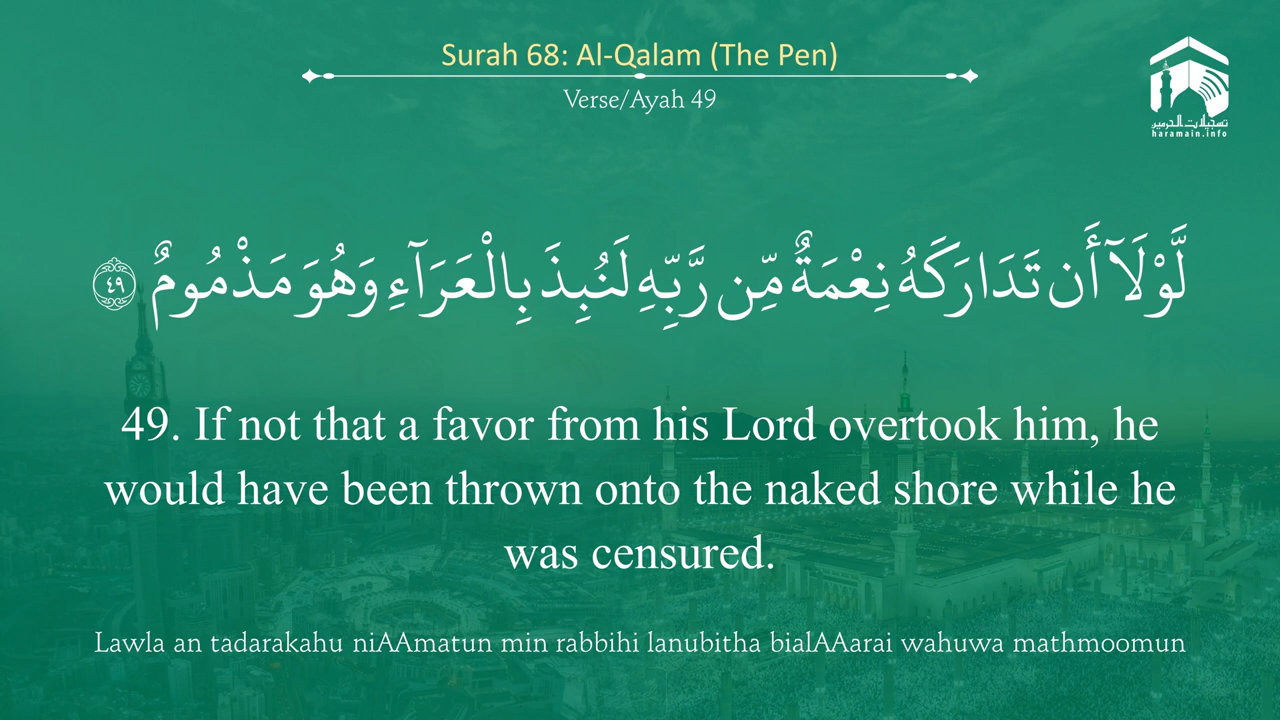 Surah 68: Al-Qalam (The Pen)
Verse/Ayah 49
تسجيلات الحرمين
haramain.info
لَّوْلَآ أَن تَدَارَكَهُ نِعْمَةٌ مِّن رَّبِّهِ لَنُبِذَ بِالْعَرَآءِ وَهُوَ مَذْمُومٌ ٤٩
49. If not that a favor from his Lord overtook him, he
would have been thrown onto the naked shore while he
was censured.
Lawla an tadarakahu niAAmatun min rabbihi lanubitha bialAAarai wahuwa mathmoomun